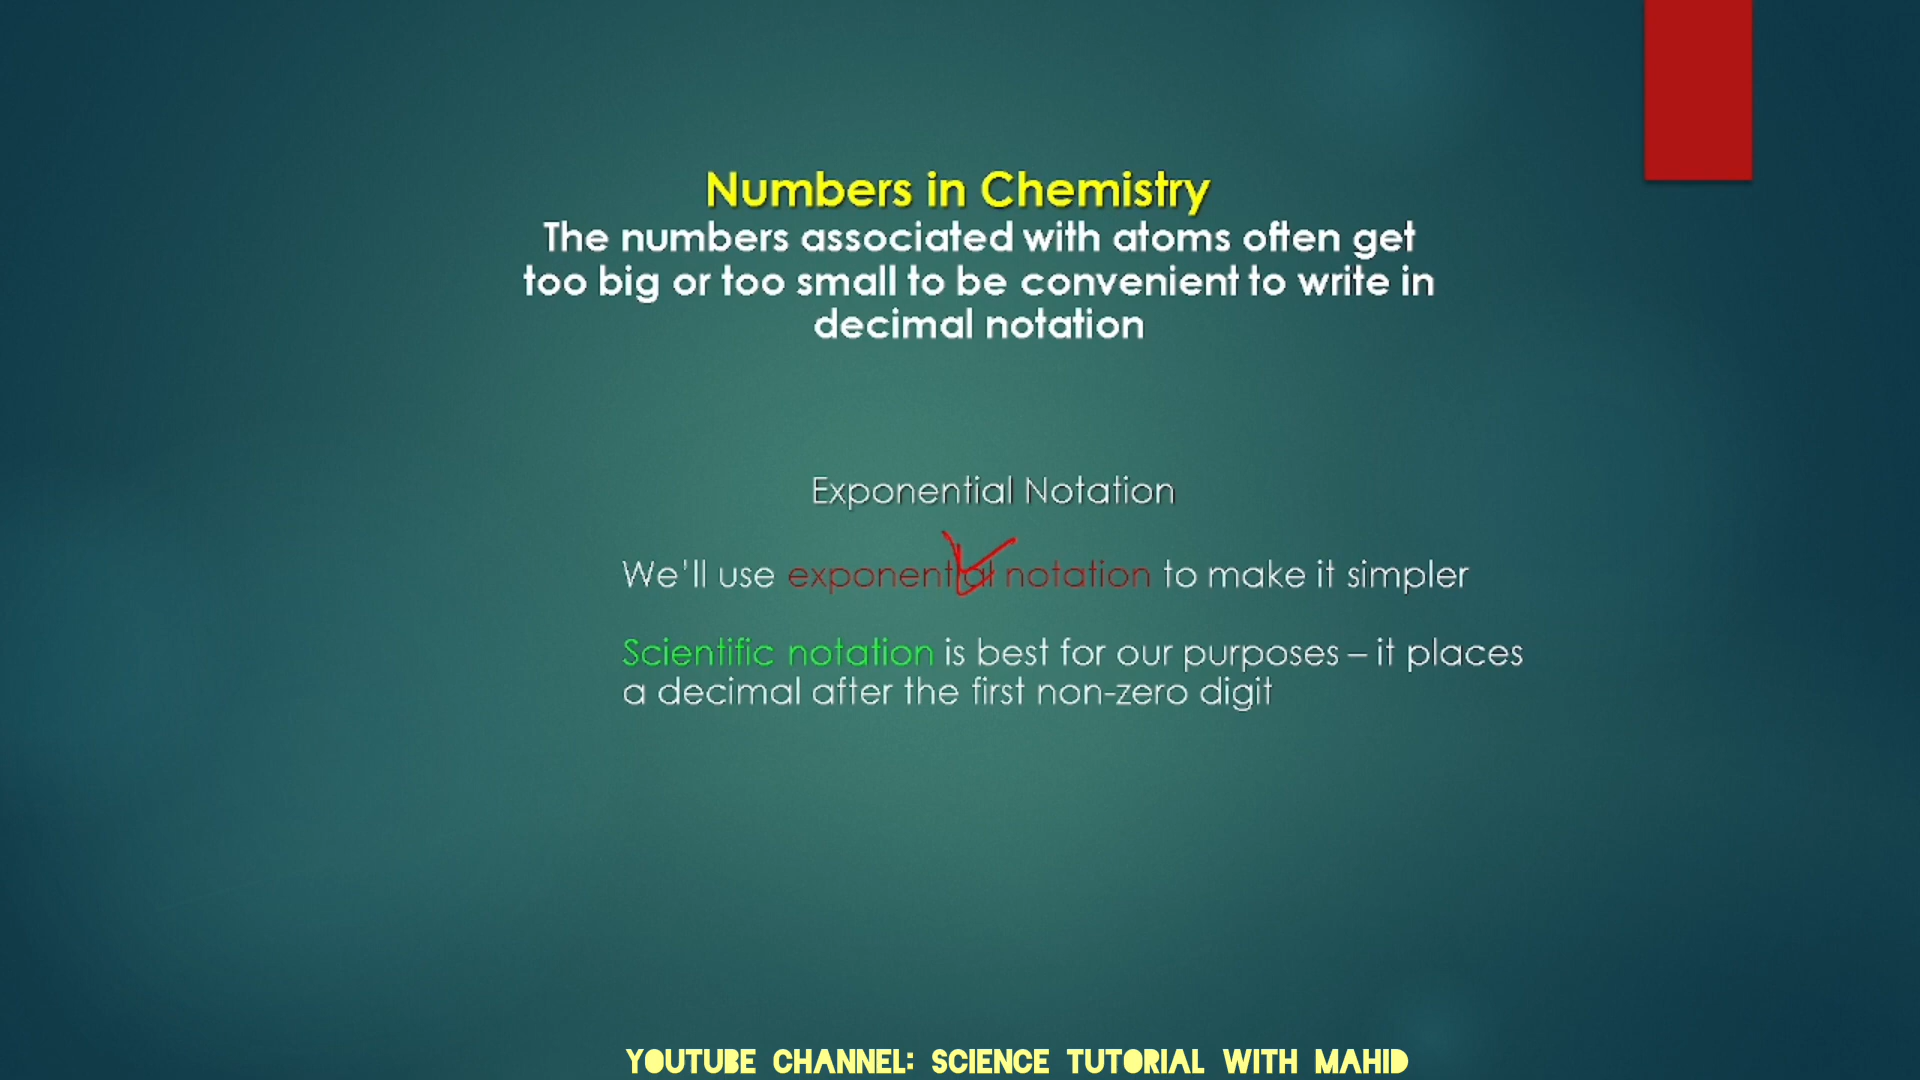 Numbers in Chemistry
The numbers associated with atoms often get
too big or too small to be convenient to write in
decimal notation
Exponential Notation
We'll use exponential notation to make it simpler
Scientific notation is best for our purposes – it places
a decimal after the first non-zero digit
YOUTUBE CHANNEL: SCIENCE TUTORIAL WITH MAHID